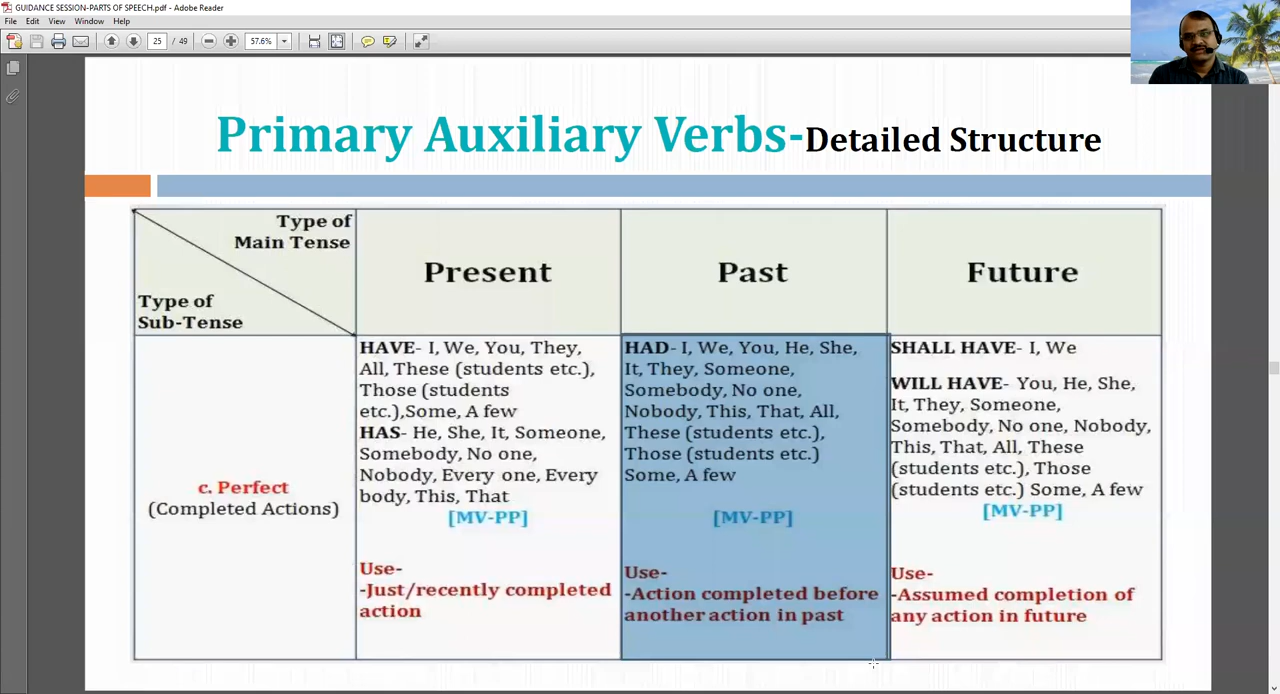 GUIDANCE SESSION-PARTS OF SPEECH.pdf - Adobe Reader
File Edit View Window Help
25 / 49 57.6%
Primary Auxiliary Verbs-Detailed Structure
Type of
Main Tense
Type of
Sub-Tense
Present
Past
Future
c. Perfect
(Completed Actions)
HAVE- I, We, You, They,
All, These (students etc.),
Those (students
etc.),Some, A few
HAS- He, She, It, Someone,
Somebody, No one,
Nobody, Every one, Every
body, This, That
[MV-PP]
Use-
-Just/recently completed
action
HAD- I, We, You, He, She,
It, They, Someone,
Somebody, No one,
Nobody, This, That, All,
These (students etc.),
Those (students etc.)
Some, A few
[MV-PP]
Use-
-Action completed before
another action in past
SHALL HAVE- I, We
WILL HAVE- You, He, She,
It, They, Someone,
Somebody, No one, Nobody,
This, That, All, These
(students etc.), Those
(students etc.) Some, A few
[MV-PP]
Use-
-Assumed completion of
any action in future